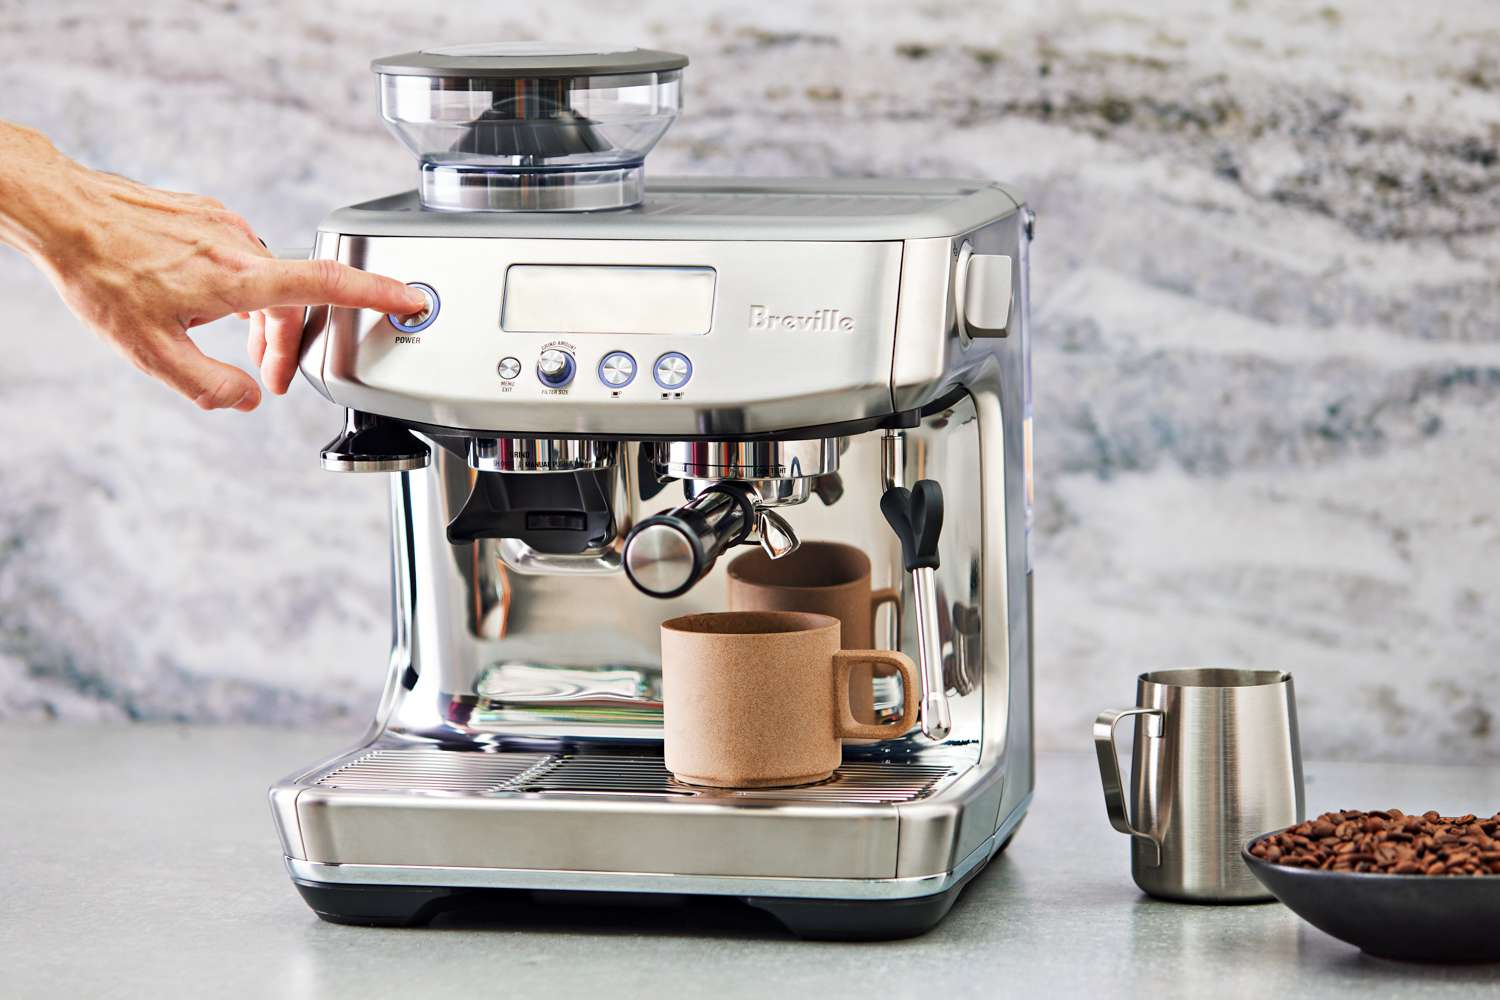 Breville
POWER
GRIND AMOUNT
MENU
EXIT
FILTER SIZE